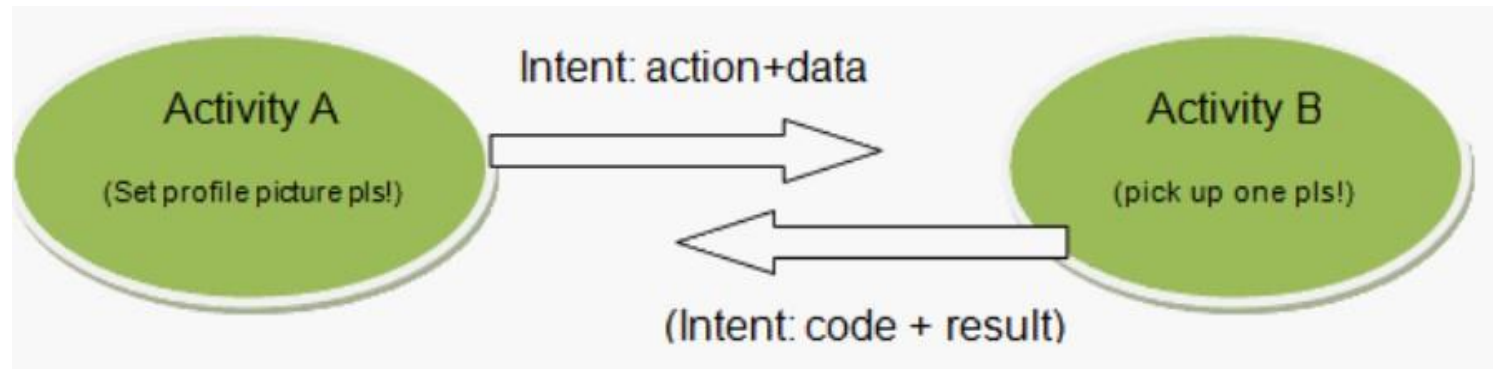 Activity A
(Set profile picture pls!)
Intent: action+data
Activity B
(pick up one pls!)
(Intent: code + result)